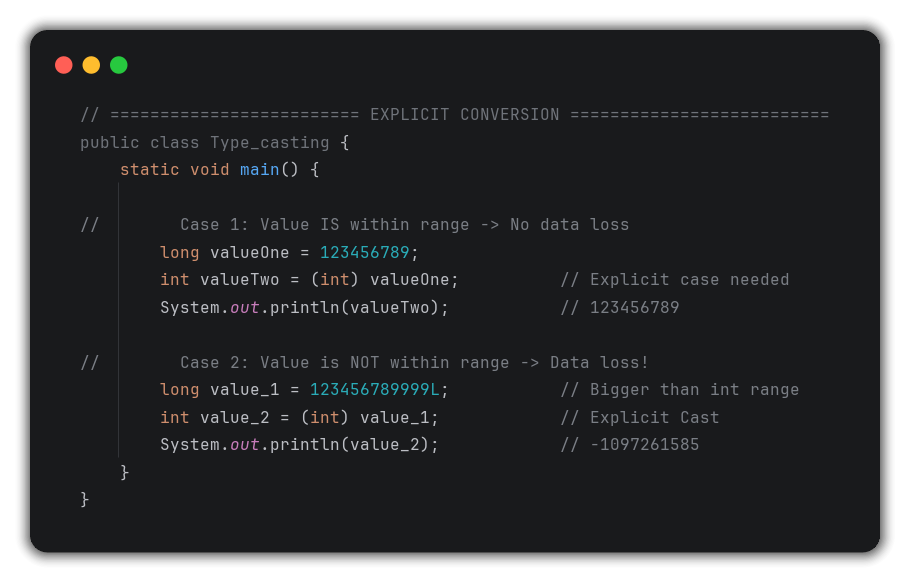 // ========================= EXPLICIT CONVERSION ==========================
public class Type_casting {
    static void main() {
//        Case 1: Value IS within range -> No data loss
        long valueOne = 123456789;
        int valueTwo = (int) valueOne;          // Explicit case needed
        System.out.println(valueTwo);           // 123456789
//        Case 2: Value is NOT within range -> Data loss!
        long value_1 = 123456789999L;           // Bigger than int range
        int value_2 = (int) value_1;            // Explicit Cast
        System.out.println(value_2);            // -1097261585
    }
}